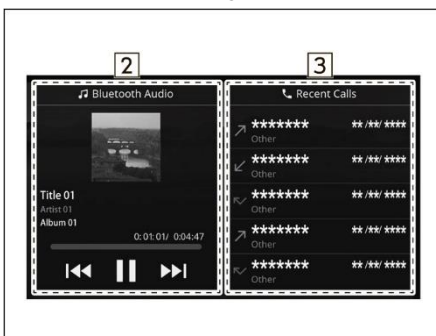 2
3
Bluetooth Audio
Title 01
Artist 01
Album 01
0: 01: 01/ 0:04:47
Recent Calls
******* ** /**/ ****
Other
******* ** /**/ ****
Other
******* ** /**/ ****
Other
******* ** /**/ ****
Other
******* ** /**/ ****
Other